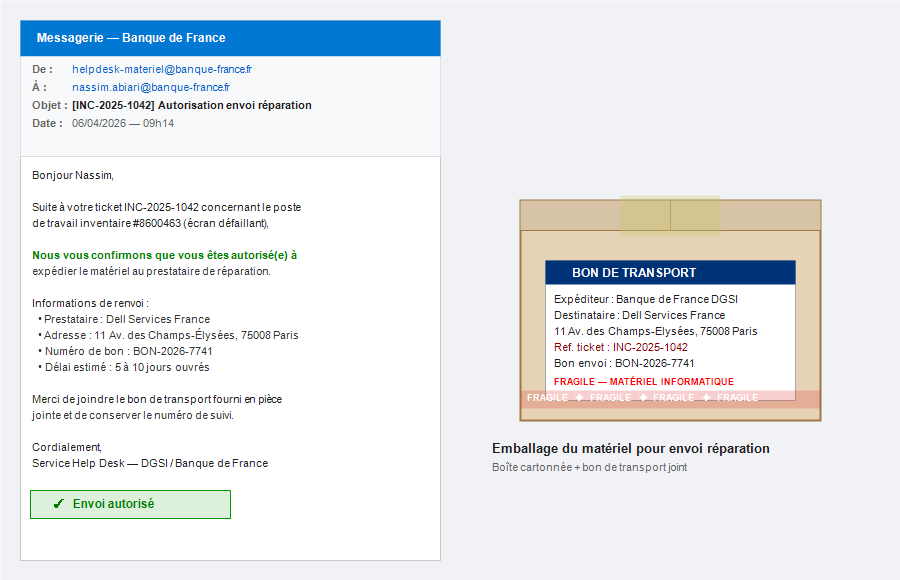 Messagerie — Banque de France
De : helpdesk-materiel@banque-france.fr
À : nassim.abiari@banque-france.fr
Objet : [INC-2025-1042] Autorisation envoi réparation
Date : 06/04/2026 — 09h14
Bonjour Nassim,
Suite à votre ticket INC-2025-1042 concernant le poste
de travail inventaire #8600463 (écran défaillant),
Nous vous confirmons que vous êtes autorisé(e) à
expédier le matériel au prestataire de réparation.
Informations de renvoi :
• Prestataire : Dell Services France
• Adresse : 11 Av. des Champs-Élysées, 75008 Paris
• Numéro de bon : BON-2026-7741
• Délai estimé : 5 à 10 jours ouvrés
Merci de joindre le bon de transport fourni en pièce
jointe et de conserver le numéro de suivi.
Cordialement,
Service Help Desk — DGSI / Banque de France
✓ Envoi autorisé
BON DE TRANSPORT
Expéditeur : Banque de France DGSI
Destinataire : Dell Services France
11 Av. des Champs-Elysées, 75008 Paris
Ref. ticket : INC-2025-1042
Bon envoi : BON-2026-7741
FRAGILE — MATÉRIEL INFORMATIQUE
FRAGILE ✦ FRAGILE ✦ FRAGILE ✦ FRAGILE
Emballage du matériel pour envoi réparation
Boîte cartonnée + bon de transport joint